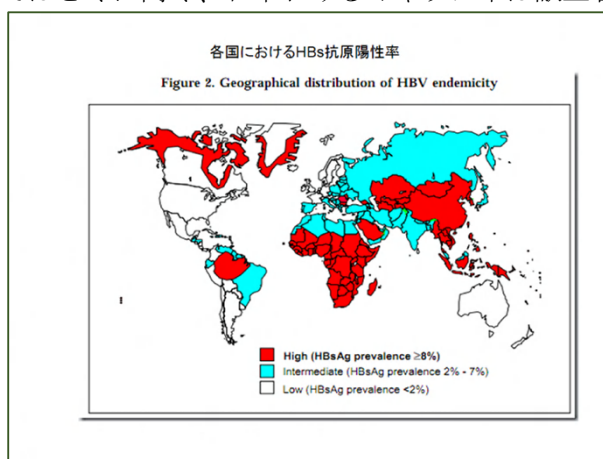 各国におけるHBs抗原陽性率
Figure 2. Geographical distribution of HBV endemicity
High (HBsAg prevalence ≥8%)
Intermediate (HBsAg prevalence 2% - 7%)
Low (HBsAg prevalence <2%)